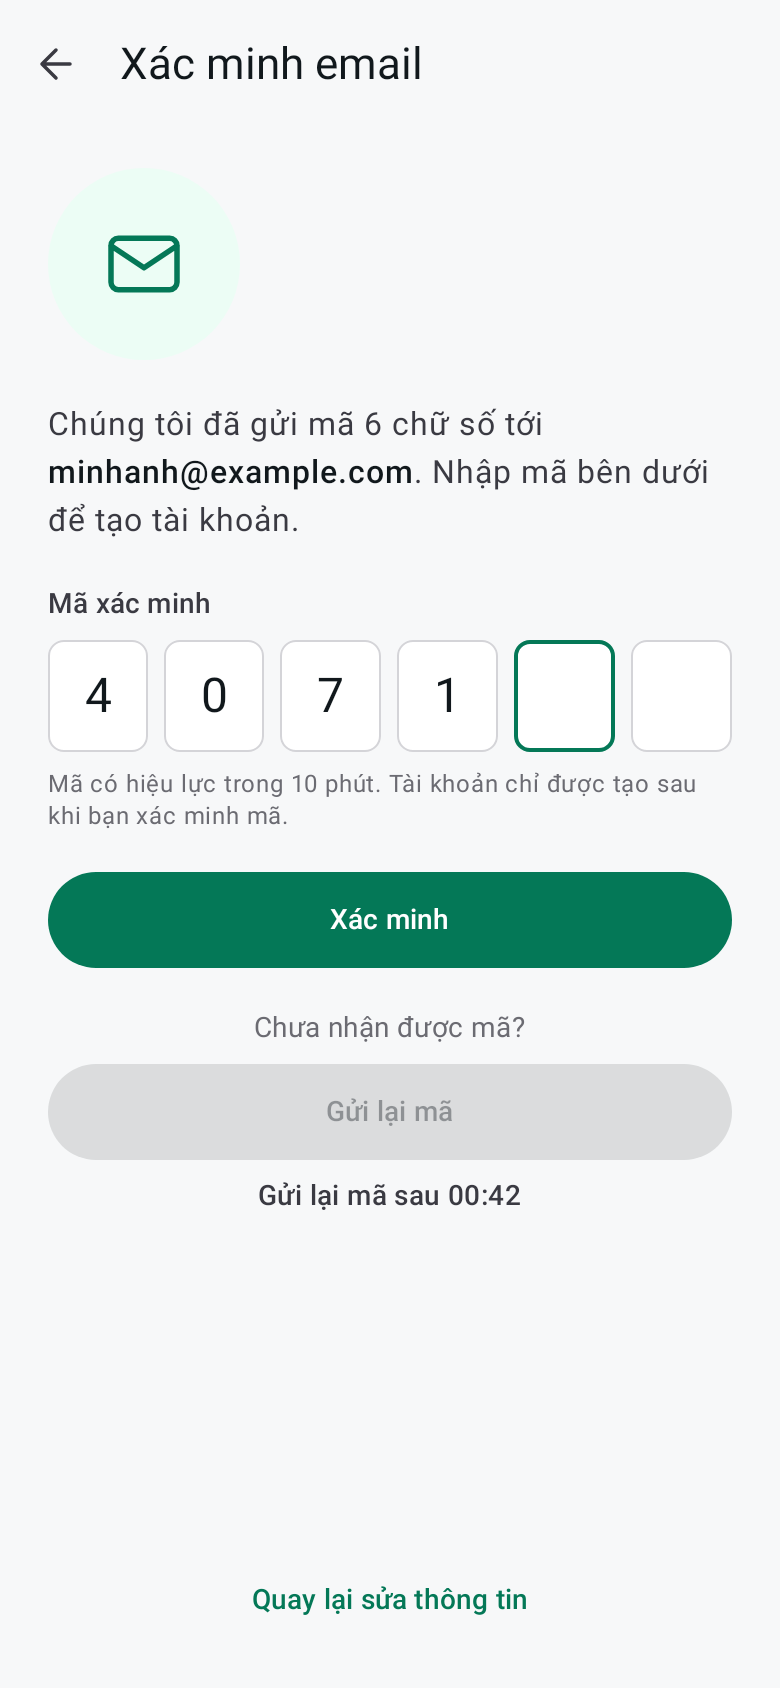 Xác minh email
Chúng tôi đã gửi mã 6 chữ số tới
minhanh@example.com. Nhập mã bên dưới
để tạo tài khoản.
Mã xác minh
4 0 7 1
Mã có hiệu lực trong 10 phút. Tài khoản chỉ được tạo sau
khi bạn xác minh mã.
Xác minh
Chưa nhận được mã?
Gửi lại mã
Gửi lại mã sau 00:42
Quay lại sửa thông tin